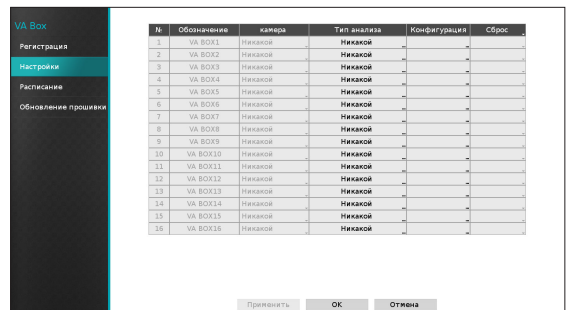 VA Box
Регистрация
Настройки
Расписание
Обновление прошивки
№ Обозначение камера Тип анализа Конфигурация Сброс
1 VA BOX1 Никакой Никакой
2 VA BOX2 Никакой Никакой
3 VA BOX3 Никакой Никакой
4 VA BOX4 Никакой Никакой
5 VA BOX5 Никакой Никакой
6 VA BOX6 Никакой Никакой
7 VA BOX7 Никакой Никакой
8 VA BOX8 Никакой Никакой
9 VA BOX9 Никакой Никакой
10 VA BOX10 Никакой Никакой
11 VA BOX11 Никакой Никакой
12 VA BOX12 Никакой Никакой
13 VA BOX13 Никакой Никакой
14 VA BOX14 Никакой Никакой
15 VA BOX15 Никакой Никакой
16 VA BOX16 Никакой Никакой
Применить OK Отмена